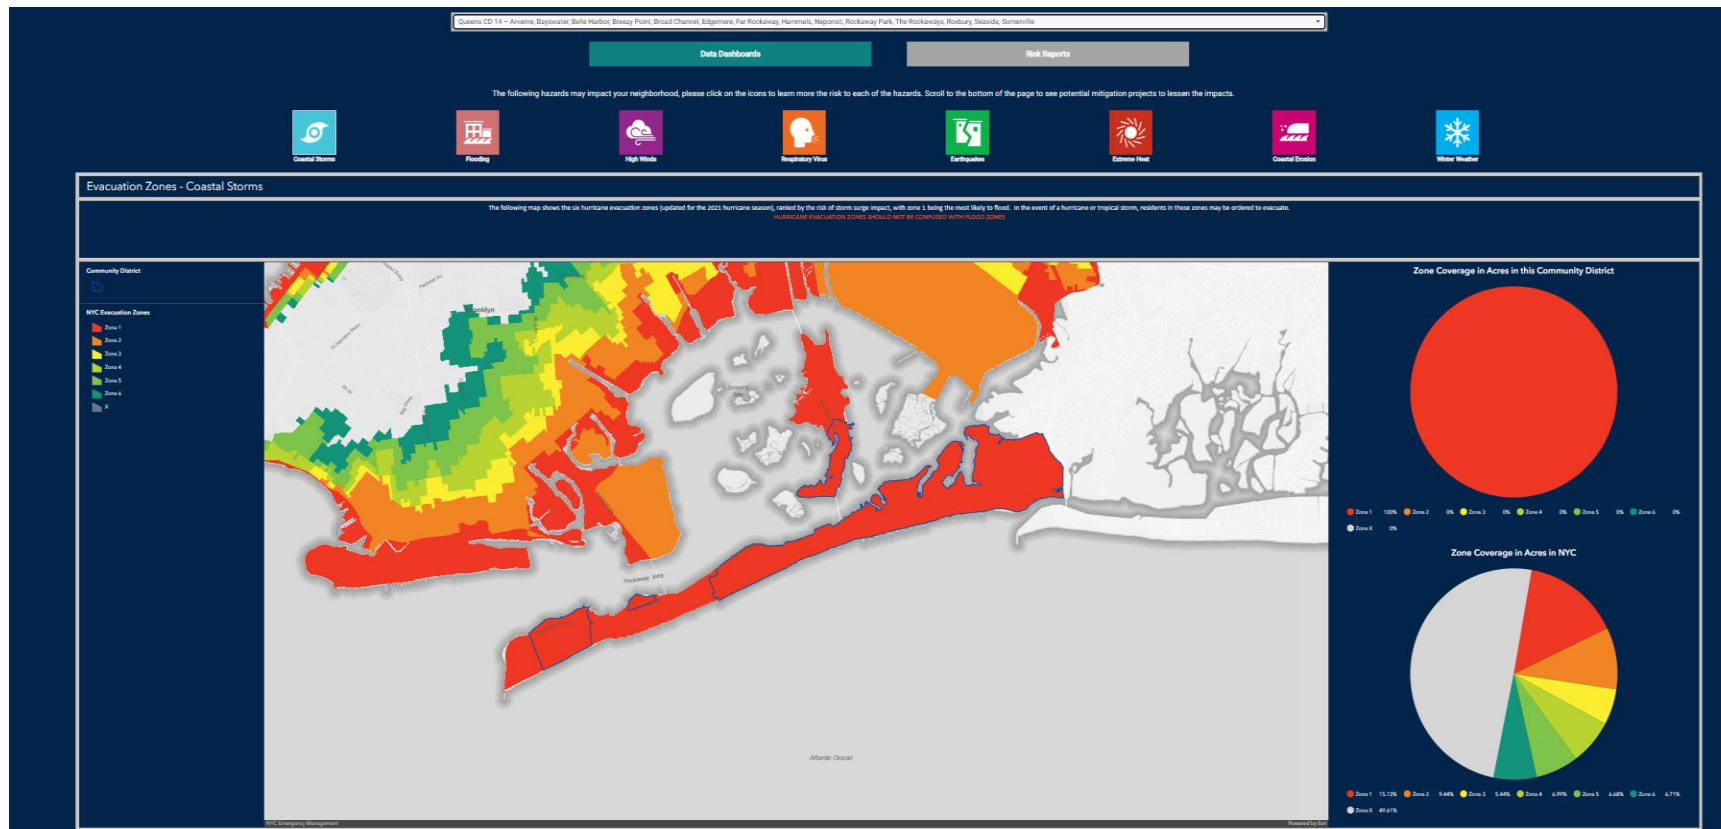 Queens CD 14 – Arverne, Bayswater, Belle Harbor, Breezy Point, Broad Channel, Edgemere, Far Rockaway, Hammels, Neponsit, Rockaway Park, The Rockaways, Roxbury, Seaside, Somerville
Data Dashboards
Risk Reports
The following hazards may impact your neighborhood, please click on the icons to learn more the risk to each of the hazards. Scroll to the bottom of the page to see potential mitigation projects to lessen the impacts.
Coastal Storms
Flooding
High Winds
Respiratory Virus
Earthquakes
Extreme Heat
Coastal Erosion
Winter Weather
Evacuation Zones - Coastal Storms
The following map shows the six hurricane evacuation zones (updated for the 2021 hurricane season), ranked by the risk of storm surge impact, with zone 1 being the most likely to flood. In the event of a hurricane or tropical storm, residents in these zones may be ordered to evacuate.
HURRICANE EVACUATION ZONES SHOULD NOT BE CONFUSED WITH FLOOD ZONES
Community District
NYC Evacuation Zones
Zone 1
Zone 2
Zone 3
Zone 4
Zone 5
Zone 6
X
Parkside Av
Brooklyn
65 St
Bay Pkwy
Jamaica
Bay
Rockaway Inlet
Atlantic Ocean
NYC Emergency Management
Powered by Esri
Zone Coverage in Acres in this Community District
Zone 1 100% Zone 2 0% Zone 3 0% Zone 4 0% Zone 5 0% Zone 6 0%
Zone X 0%
Zone Coverage in Acres in NYC
Zone 1 15.13% Zone 2 9.44% Zone 3 5.44% Zone 4 6.99% Zone 5 6.68% Zone 6 6.71%
Zone X 49.61%